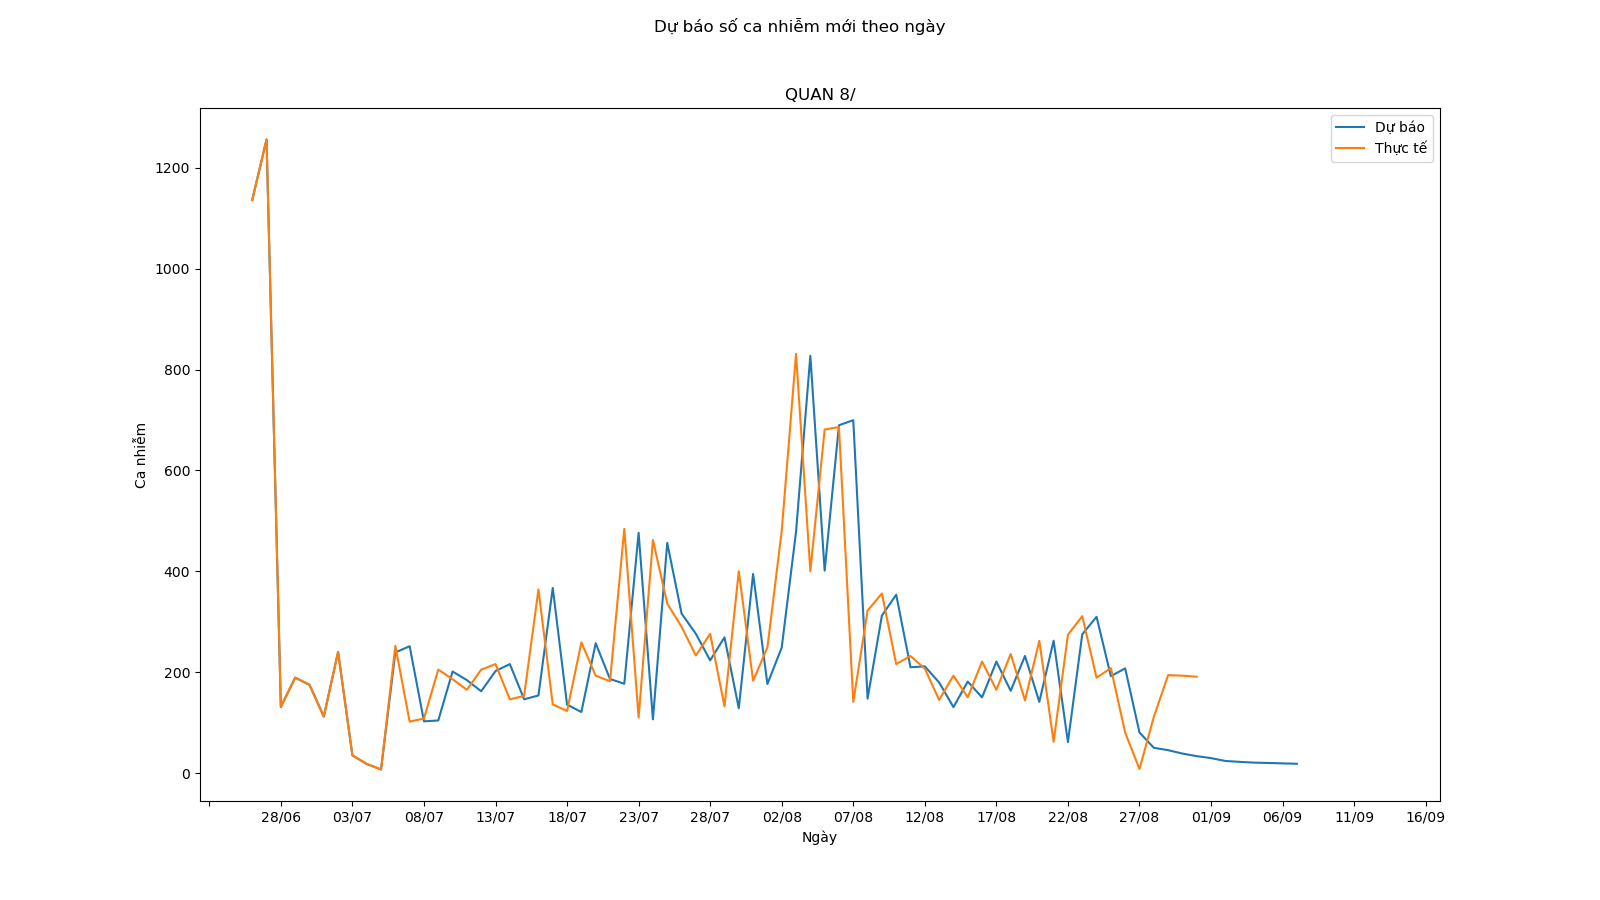 Dự báo số ca nhiễm mới theo ngày
QUAN 8/
Dự báo
Thực tế
1200
1000
800
600
400
200
0
Ca nhiễm
28/06 03/07 08/07 13/07 18/07 23/07 28/07 02/08 07/08 12/08 17/08 22/08 27/08 01/09 06/09 11/09 16/09
Ngày